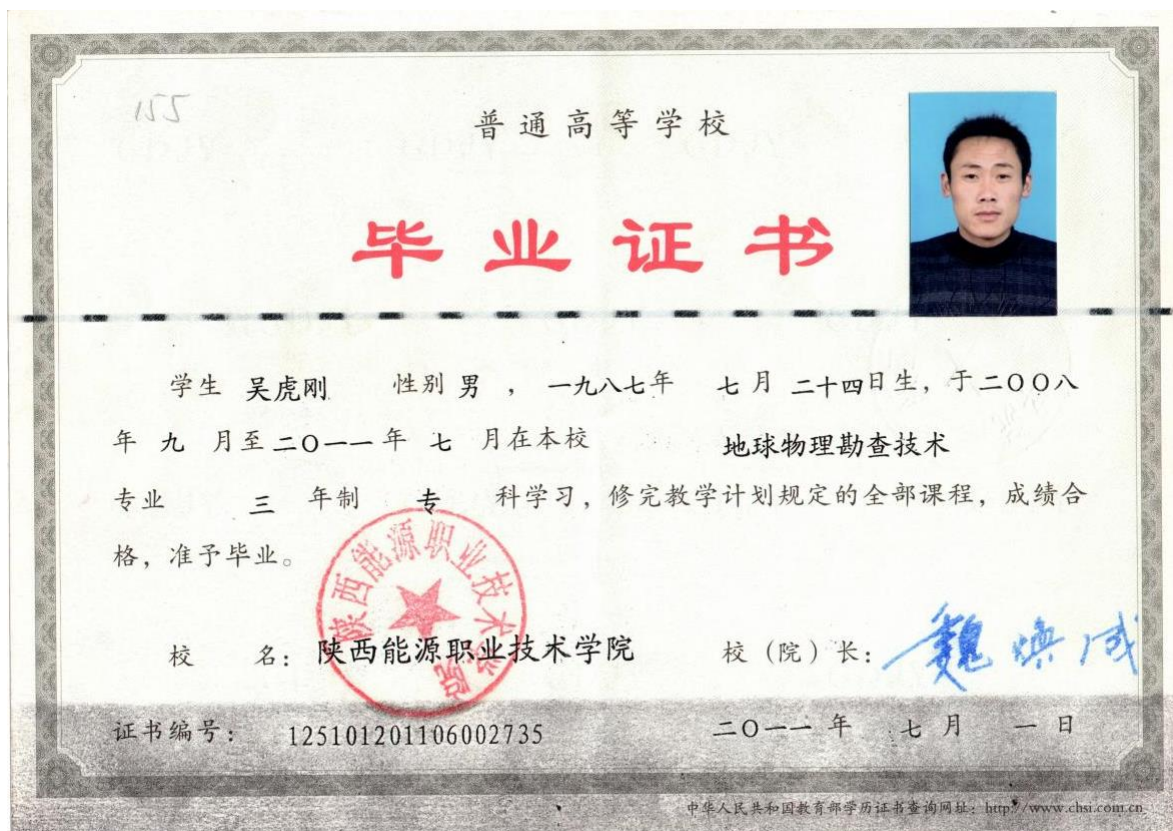 155
普通高等学校
毕业证书
学生 吴虎刚 性别 男 ，一九八七年 七月 二十四日生，于二〇〇八
年 九 月至二〇一一年 七 月在本校 地球物理勘查技术
专业 三 年制 专 科学习，修完教学计划规定的全部课程，成绩合
格，准予毕业。
陕西能源职业技术学院
校 名：陕西能源职业技术学院 校（院）长：魏焕成
证书编号： 125101201106002735 二〇一一 年 七 月 一 日
中华人民共和国教育部学历证书查询网址：http://www.chsi.com.cn